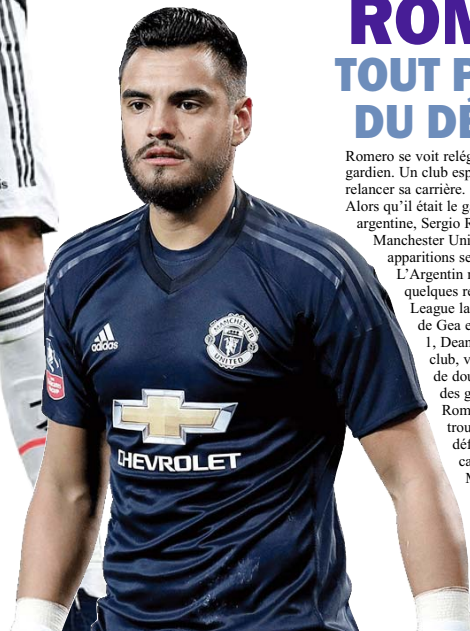 ROM
TOUT P
DU DÉ
Romero se voit relég
gardien. Un club esp
relancer sa carrière.
Alors qu'il était le g
argentine, Sergio R
Manchester Uni
apparitions se
L'Argentin r
quelques re
League la
de Gea e
1, Dean
club, v
de dou
des g
Rom
trou
déf
ca
M
adidas
MANCHESTER
UNITED
CHEVROLET